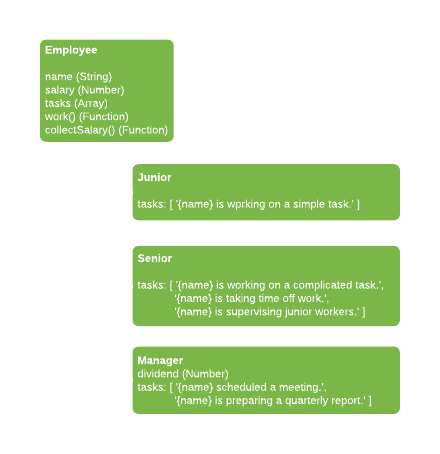 Employee
name (String)
salary (Number)
tasks (Array)
work() (Function)
collectSalary() (Function)
Junior
tasks: [ '{name} is wprking on a simple task.' ]
Senior
tasks: [ '{name} is working on a complicated task.',
'{name} is taking time off work.',
'{name} is supervising junior workers.' ]
Manager
dividend (Number)
tasks: [ '{name} scheduled a meeting.',
'{name} is preparing a quarterly report.' ]